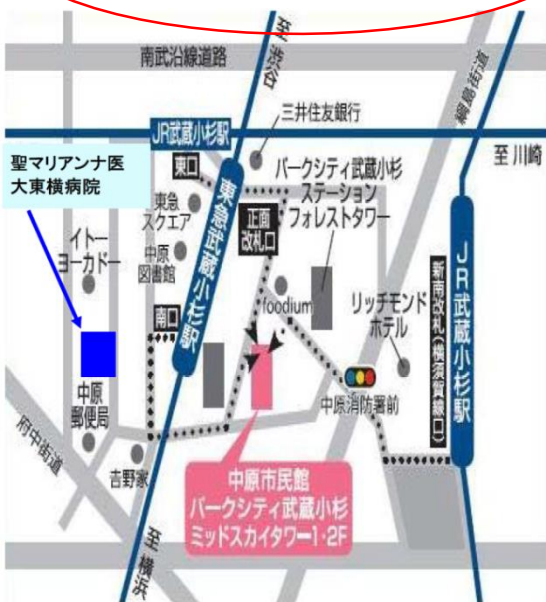 至 渋谷
南武沿線道路
綱島街道
三井住友銀行
JR武蔵小杉駅
至 川崎
聖マリアンナ医
大東横病院
東口
パークシティ武蔵小杉
ステーション
フォレストタワー
東急
スクエア
東急武蔵小杉駅
正面
改札口
イトー
ヨーカドー
中原
図書館
foodium
リッチモンド
ホテル
新南改札(横須賀線口)
JR武蔵小杉駅
南口
中原
郵便局
中原消防署前
府中街道
吉野家
中原市民館
パークシティ武蔵小杉
ミッドスカイタワー1・2F
至 横浜